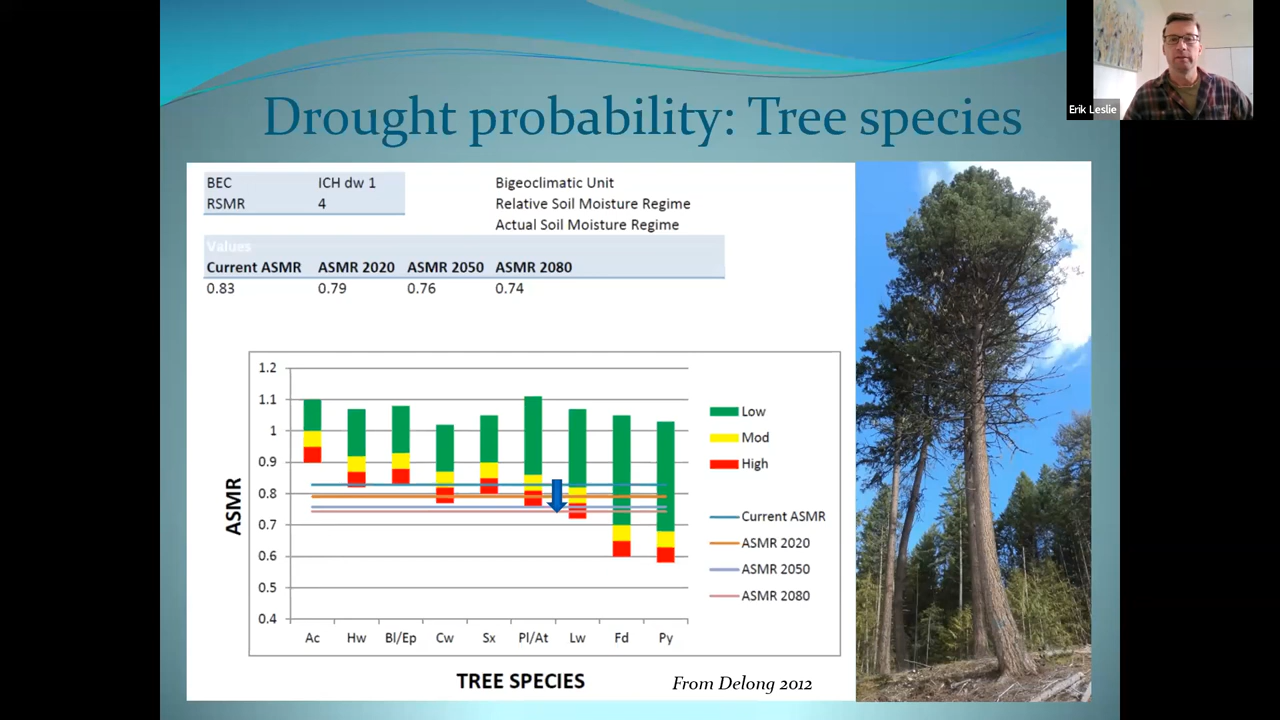 Erik Leslie
Drought probability: Tree species
BEC ICH dw 1 Bigeoclimatic Unit
RSMR 4 Relative Soil Moisture Regime
Actual Soil Moisture Regime
Values
Current ASMR ASMR 2020 ASMR 2050 ASMR 2080
0.83 0.79 0.76 0.74
1.2
1.1
1
0.9
0.8
0.7
0.6
0.5
0.4
ASMR
Ac Hw Bl/Ep Cw Sx Pl/At Lw Fd Py
TREE SPECIES
Low
Mod
High
Current ASMR
ASMR 2020
ASMR 2050
ASMR 2080
From Delong 2012